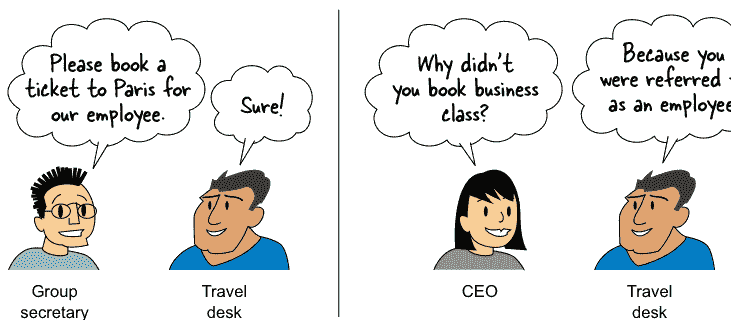 Please book a
ticket to Paris for
our employee.
Sure!
Group
secretary
Travel
desk
Why didn't
you book business
class?
Because you
were referred
as an employee
CEO
Travel
desk